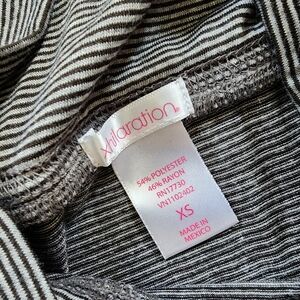 xhilaration
54% POLYESTER
46% RAYON
RN17730
VN1102402
XS
MADE IN
MEXICO